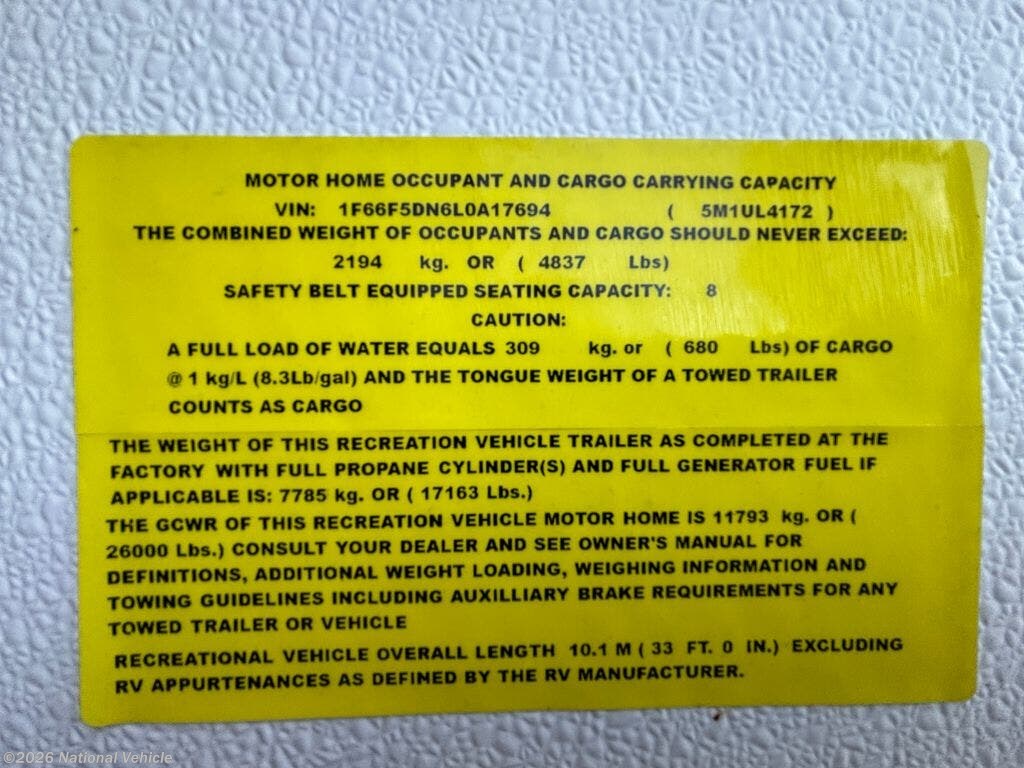 MOTOR HOME OCCUPANT AND CARGO CARRYING CAPACITY
VIN: 1F66F5DN6L0A17694 ( 5M1UL4172 )
THE COMBINED WEIGHT OF OCCUPANTS AND CARGO SHOULD NEVER EXCEED:
2194 kg. OR ( 4837 Lbs)
SAFETY BELT EQUIPPED SEATING CAPACITY: 8
CAUTION:
A FULL LOAD OF WATER EQUALS 309 kg. or ( 680 Lbs) OF CARGO
@ 1 kg/L (8.3Lb/gal) AND THE TONGUE WEIGHT OF A TOWED TRAILER
COUNTS AS CARGO
THE WEIGHT OF THIS RECREATION VEHICLE TRAILER AS COMPLETED AT THE
FACTORY WITH FULL PROPANE CYLINDER(S) AND FULL GENERATOR FUEL IF
APPLICABLE IS: 7785 kg. OR ( 17163 Lbs.)
THE GCWR OF THIS RECREATION VEHICLE MOTOR HOME IS 11793 kg. OR (
26000 Lbs.) CONSULT YOUR DEALER AND SEE OWNER'S MANUAL FOR
DEFINITIONS, ADDITIONAL WEIGHT LOADING, WEIGHING INFORMATION AND
TOWING GUIDELINES INCLUDING AUXILLIARY BRAKE REQUIREMENTS FOR ANY
TOWED TRAILER OR VEHICLE
RECREATIONAL VEHICLE OVERALL LENGTH 10.1 M ( 33 FT. 0 IN.) EXCLUDING
RV APPURTENANCES AS DEFINED BY THE RV MANUFACTURER.
©2026 National Vehicle